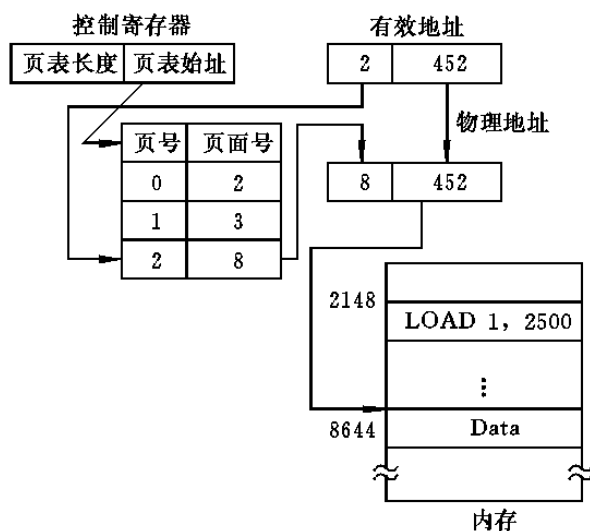 控制寄存器
页表长度 页表始址
有效地址
2 452
物理地址
8 452
页号 页面号
0 2
1 3
2 8
2148
LOAD 1, 2500
⋮
8644
Data
内存